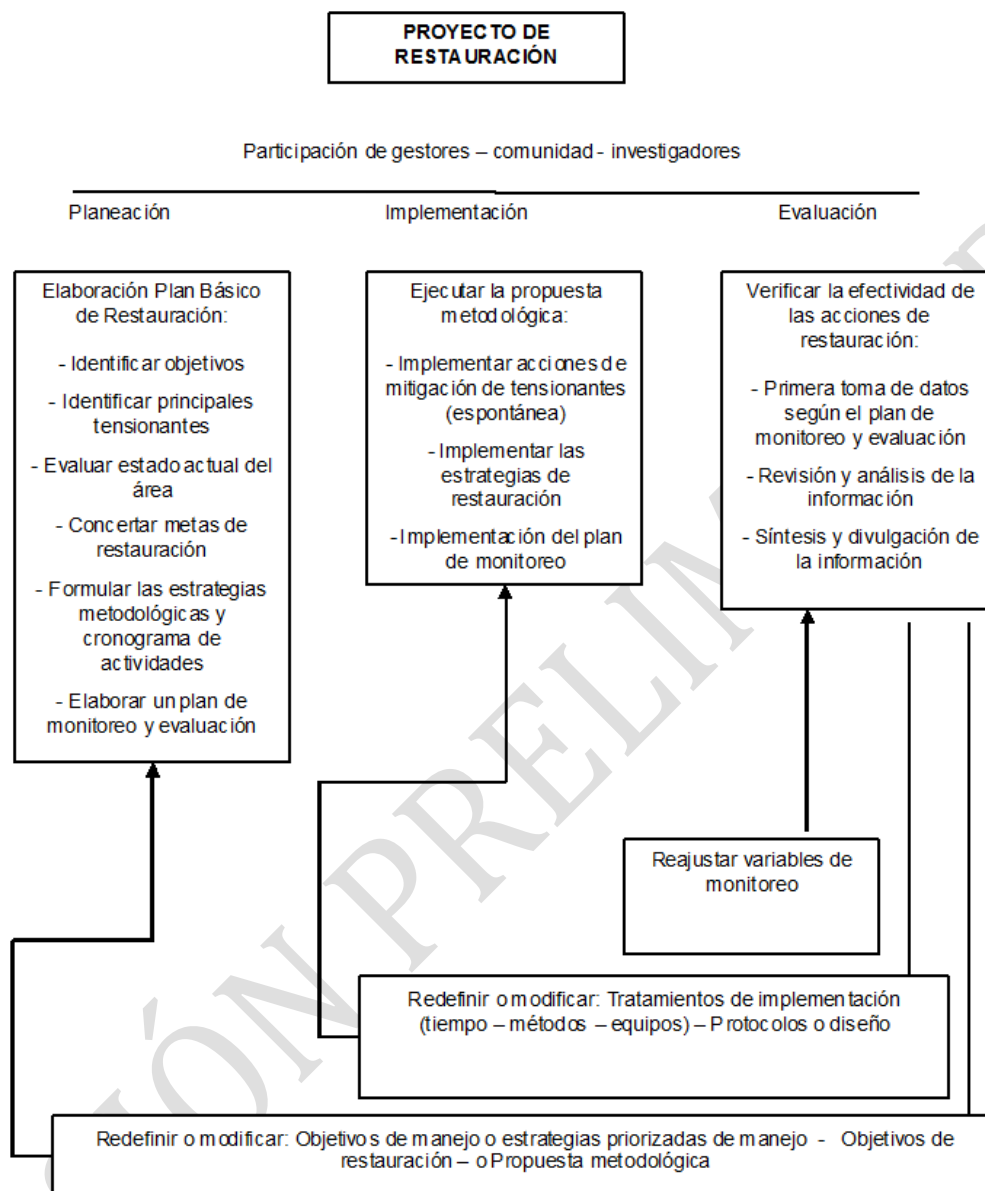 PROYECTO DE
RESTAURACIÓN
Participación de gestores – comunidad - investigadores
Planeación
Implementación
Evaluación
Elaboración Plan Básico
de Restauración:
- Identificar objetivos
- Identificar principales
tensionantes
- Evaluar estado actual del
área
- Concertar metas de
restauración
- Formular las estrategias
metodológicas y
cronograma de
actividades
- Elaborar un plan de
monitoreo y evaluación
Ejecutar la propuesta
metodológica:
- Implementar acciones de
mitigación de tensionantes
(espontánea)
- Implementar las
estrategias de
restauración
- Implementación del plan
de monitoreo
Verificar la efectividad de
las acciones de
restauración:
- Primera toma de datos
según el plan de
monitoreo y evaluación
- Revisión y análisis de la
información
- Síntesis y divulgación de
la información
Reajustar variables de
monitoreo
Redefinir o modificar: Tratamientos de implementación
(tiempo – métodos – equipos) – Protocolos o diseño
Redefinir o modificar: Objetivos de manejo o estrategias priorizadas de manejo - Objetivos de
restauración – o Propuesta metodológica